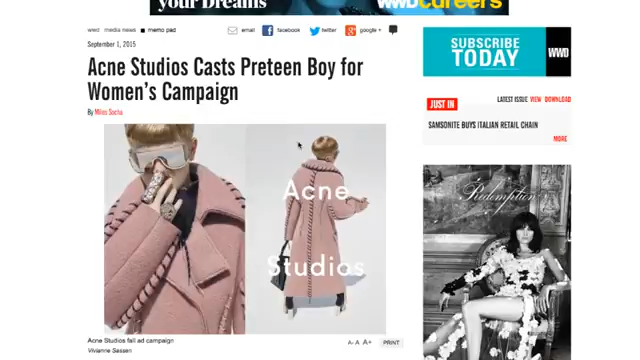 your Dreams
wwdcareers
wwd media news memo pad
email facebook twitter google +
September 1, 2015
SUBSCRIBE
TODAY
WWD
Acne Studios Casts Preteen Boy for
Women's Campaign
By Miles Socha
JUST IN
LATEST ISSUE VIEW DOWNLOAD
SAMSONITE BUYS ITALIAN RETAIL CHAIN
MORE
Acne
Studios
Redemption
Acne Studios fall ad campaign
Vivianne Sassen
A- A A+ PRINT